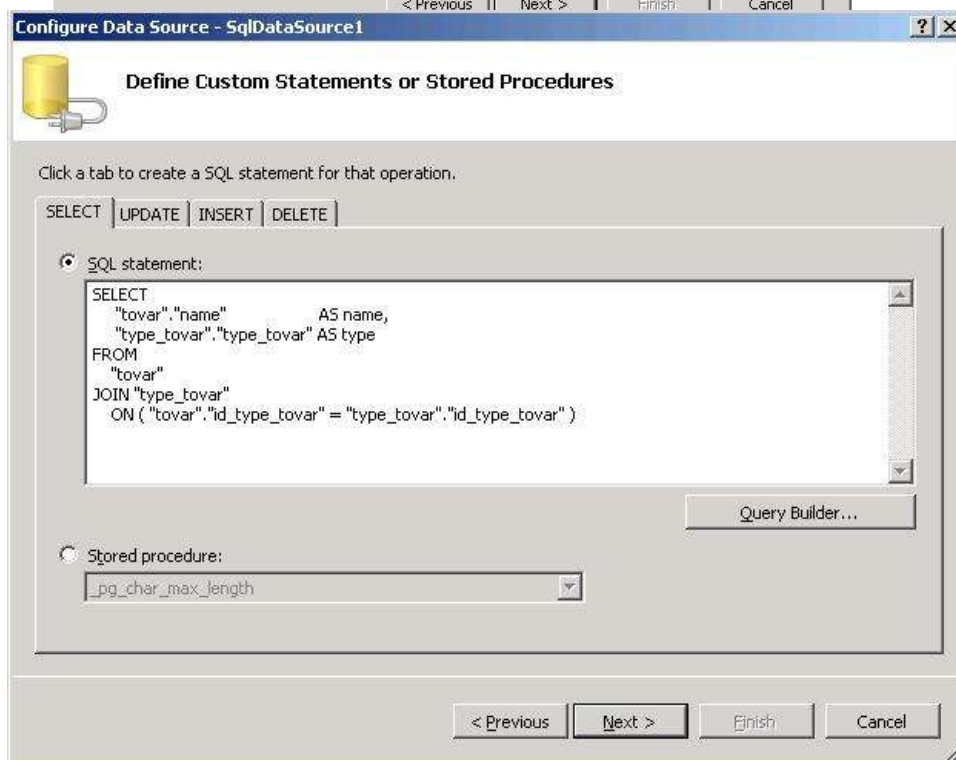 < Previous Next > Finish Cancel
Configure Data Source - SqlDataSource1
Define Custom Statements or Stored Procedures
Click a tab to create a SQL statement for that operation.
SELECT UPDATE INSERT DELETE
SQL statement:
SELECT
"tovar"."name" AS name,
"type_tovar"."type_tovar" AS type
FROM
"tovar"
JOIN "type_tovar"
ON ( "tovar"."id_type_tovar" = "type_tovar"."id_type_tovar" )
Query Builder...
Stored procedure:
_pg_char_max_length
< Previous Next > Finish Cancel